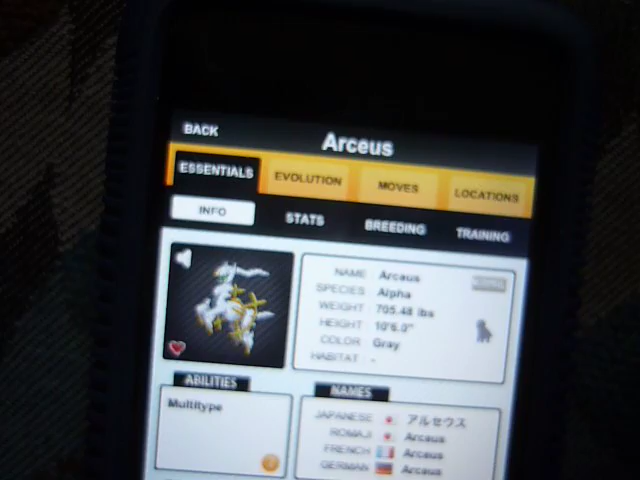 BACK
Arceus
ESSENTIALS EVOLUTION MOVES LOCATIONS
INFO STATS BREEDING TRAINING
NAME Arceus
NORMAL
SPECIES Alpha
WEIGHT 705.48 lbs
HEIGHT 10'6.0"
COLOR Gray
HABITAT -
ABILITIES
Multitype
NAMES
JAPANESE アルセウス
ROMAJI Arceus
FRENCH Arceus
GERMAN Arceus